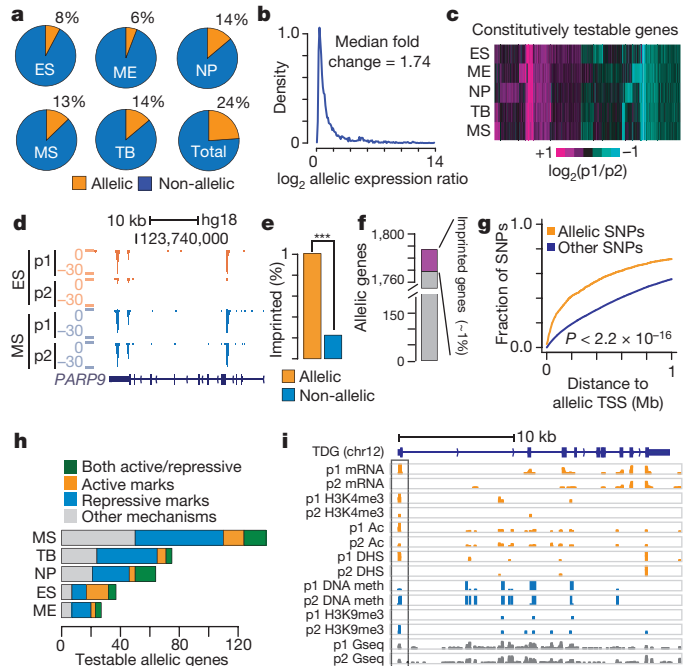 a
8%
6%
14%
ES
ME
NP
13%
14%
24%
MS
TB
Total
Allelic
Non-allelic
b
1.0
0
Density
Median fold
change = 1.74
0
14
log2 allelic expression ratio
c
Constitutively testable genes
ES
ME
NP
TB
MS
+1
−1
log2(p1/p2)
d
10 kb
hg18
123,740,000
ES
p1
0
−30
p2
0
−30
MS
p1
0
−30
p2
0
−30
PARP9
e
***
1
0
Imprinted (%)
Allelic
Non-allelic
f
1,800
1,760
150
0
Allelic genes
Imprinted
genes (~1%)
g
Allelic SNPs
Other SNPs
1.0
0.0
Fraction of SNPs
P < 2.2 × 10−16
0
1
Distance to
allelic TSS (Mb)
h
Both active/repressive
Active marks
Repressive marks
Other mechanisms
MS
TB
NP
ES
ME
0
40
80
120
Testable allelic genes
i
10 kb
TDG (chr12)
p1 mRNA
p2 mRNA
p1 H3K4me3
p2 H3K4me3
p1 Ac
p2 Ac
p1 DHS
p2 DHS
p1 DNA meth
p2 DNA meth
p1 H3K9me3
p2 H3K9me3
p1 Gseq
p2 Gseq